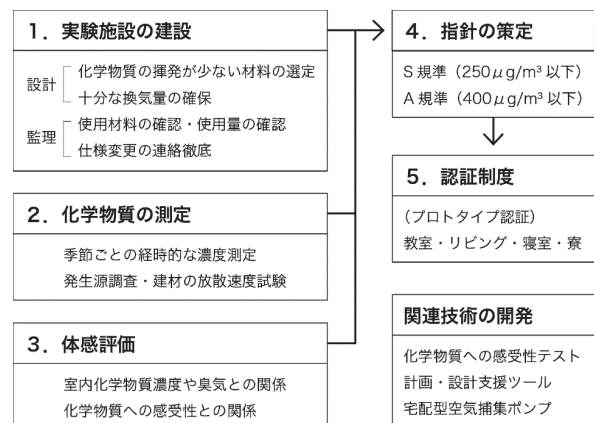 1．実験施設の建設
設計
化学物質の揮発が少ない材料の選定
十分な換気量の確保
監理
使用材料の確認・使用量の確認
仕様変更の連絡徹底
2．化学物質の測定
季節ごとの経時的な濃度測定
発生源調査・建材の放散速度試験
3．体感評価
室内化学物質濃度や臭気との関係
化学物質への感受性との関係
4．指針の策定
S 規準（250μg/m³ 以下）
A 規準（400μg/m³ 以下）
5．認証制度
（プロトタイプ認証）
教室・リビング・寝室・寮
関連技術の開発
化学物質への感受性テスト
計画・設計支援ツール
宅配型空気捕集ポンプ